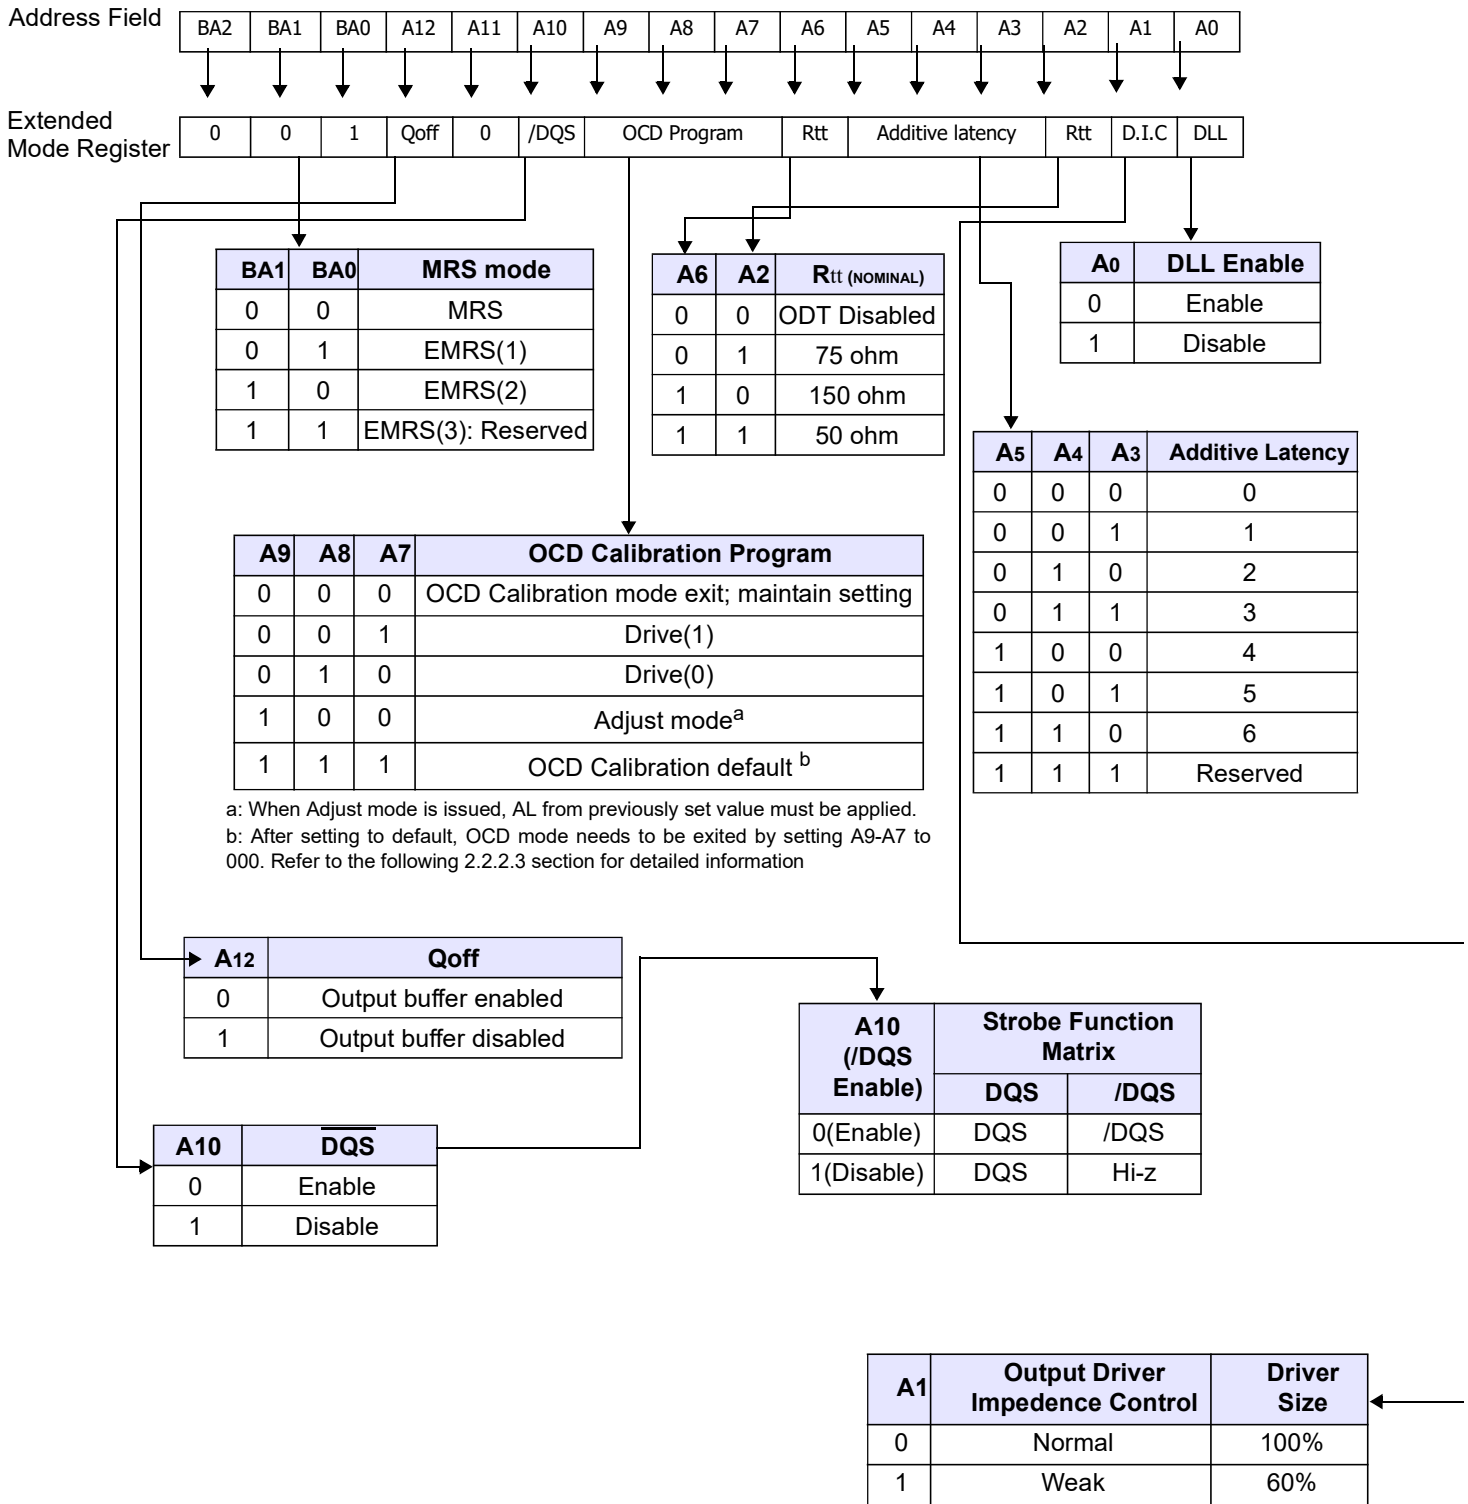 Address Field BA2 BA1 BA0 A12 A11 A10 A9 A8 A7 A6 A5 A4 A3 A2 A1 A0
Extended
Mode Register
0 0 1 Qoff 0 /DQS OCD Program Rtt Additive latency Rtt D.I.C DLL
BA1 BA0 MRS mode
0 0 MRS
0 1 EMRS(1)
1 0 EMRS(2)
1 1 EMRS(3): Reserved
A6 A2 Rtt (NOMINAL)
0 0 ODT Disabled
0 1 75 ohm
1 0 150 ohm
1 1 50 ohm
A0 DLL Enable
0 Enable
1 Disable
A5 A4 A3 Additive Latency
0 0 0 0
0 0 1 1
0 1 0 2
0 1 1 3
1 0 0 4
1 0 1 5
1 1 0 6
1 1 1 Reserved
A9 A8 A7 OCD Calibration Program
0 0 0 OCD Calibration mode exit; maintain setting
0 0 1 Drive(1)
0 1 0 Drive(0)
1 0 0 Adjust modea
1 1 1 OCD Calibration default b
a: When Adjust mode is issued, AL from previously set value must be applied.
b: After setting to default, OCD mode needs to be exited by setting A9-A7 to
000. Refer to the following 2.2.2.3 section for detailed information
A12 Qoff
0 Output buffer enabled
1 Output buffer disabled
A10
(/DQS
Enable)
Strobe Function
Matrix
DQS /DQS
0(Enable) DQS /DQS
1(Disable) DQS Hi-z
A10 DQS
0 Enable
1 Disable
A1
Output Driver
Impedence Control
Driver
Size
0 Normal 100%
1 Weak 60%